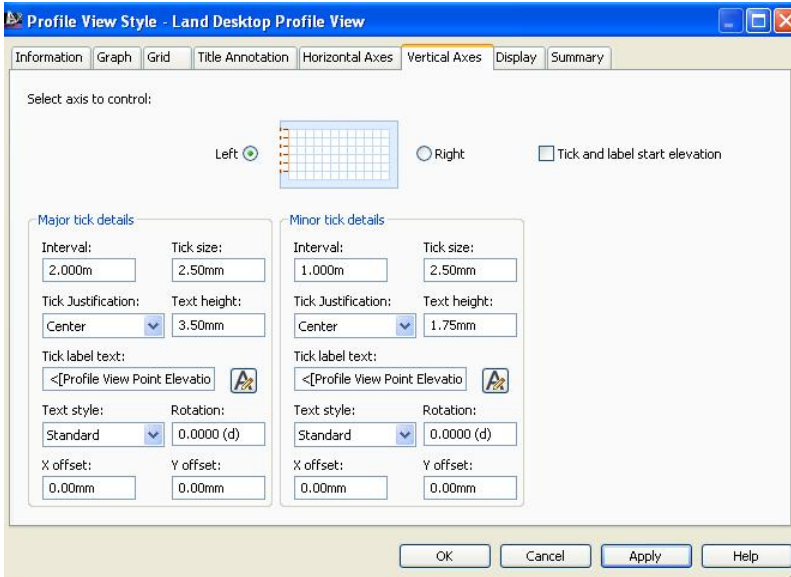 Profile View Style - Land Desktop Profile View
Information Graph Grid Title Annotation Horizontal Axes Vertical Axes Display Summary
Select axis to control:
Left Right Tick and label start elevation
Major tick details
Interval: Tick size:
2.000m 2.50mm
Tick Justification: Text height:
Center 3.50mm
Tick label text:
<[Profile View Point Elevatio
Text style: Rotation:
Standard 0.0000 (d)
X offset: Y offset:
0.00mm 0.00mm
Minor tick details
Interval: Tick size:
1.000m 2.50mm
Tick Justification: Text height:
Center 1.75mm
Tick label text:
<[Profile View Point Elevatio
Text style: Rotation:
Standard 0.0000 (d)
X offset: Y offset:
0.00mm 0.00mm
OK Cancel Apply Help